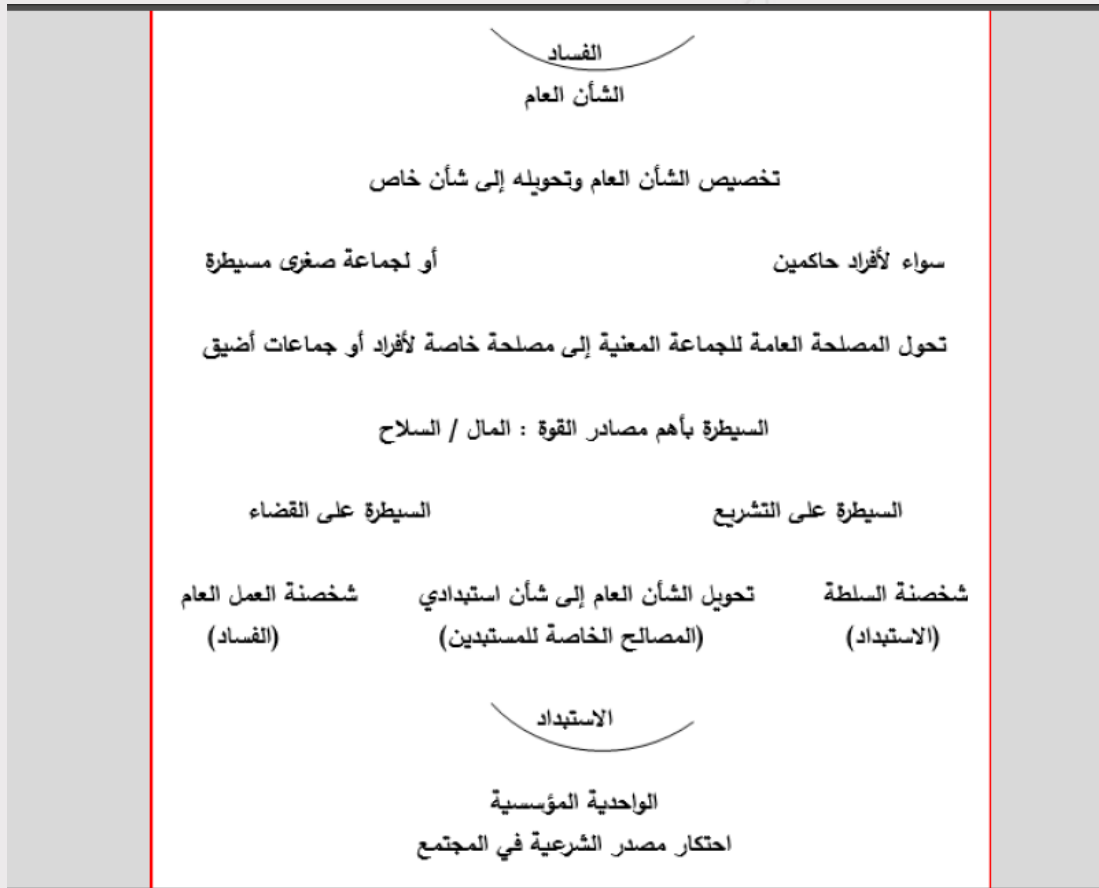 الفساد
الشأن العام
تخصيص الشأن العام وتحويله إلى شأن خاص
سواء لأفراد حاكمين أو لجماعة صغرى مسيطرة
تحول المصلحة العامة للجماعة المعنية إلى مصلحة خاصة لأفراد أو جماعات أضيق
السيطرة بأهم مصادر القوة : المال / السلاح
السيطرة على التشريع السيطرة على القضاء
شخصنة السلطة تحويل الشأن العام إلى شأن استبدادي شخصنة العمل العام
(الاستبداد) (المصالح الخاصة للمستبدين) (الفساد)
الاستبداد
الواحدية المؤسسية
احتكار مصدر الشرعية في المجتمع